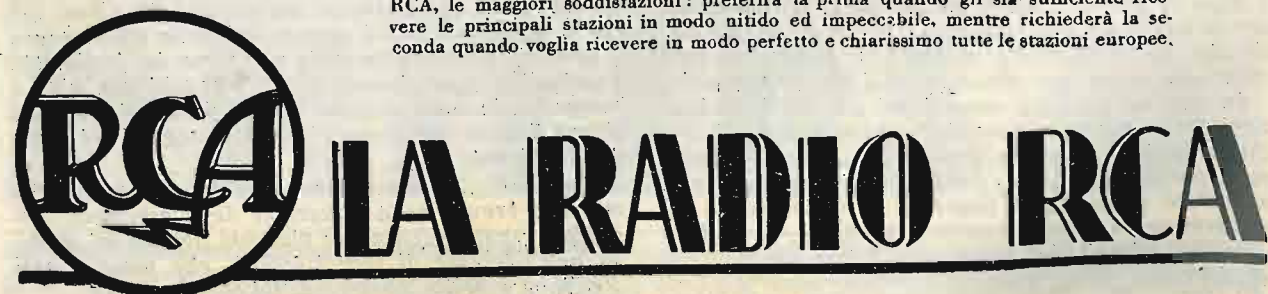 RCA, le maggiori soddisfazioni: preferirà la prima quando gli sia sufficiente rice-
vere le principali stazioni in modo nitido ed impeccabile, mentre richiederà la se-
conda quando voglia ricevere in modo perfetto e chiarissimo tutte le stazioni europee.
RCA LA RADIO RCA